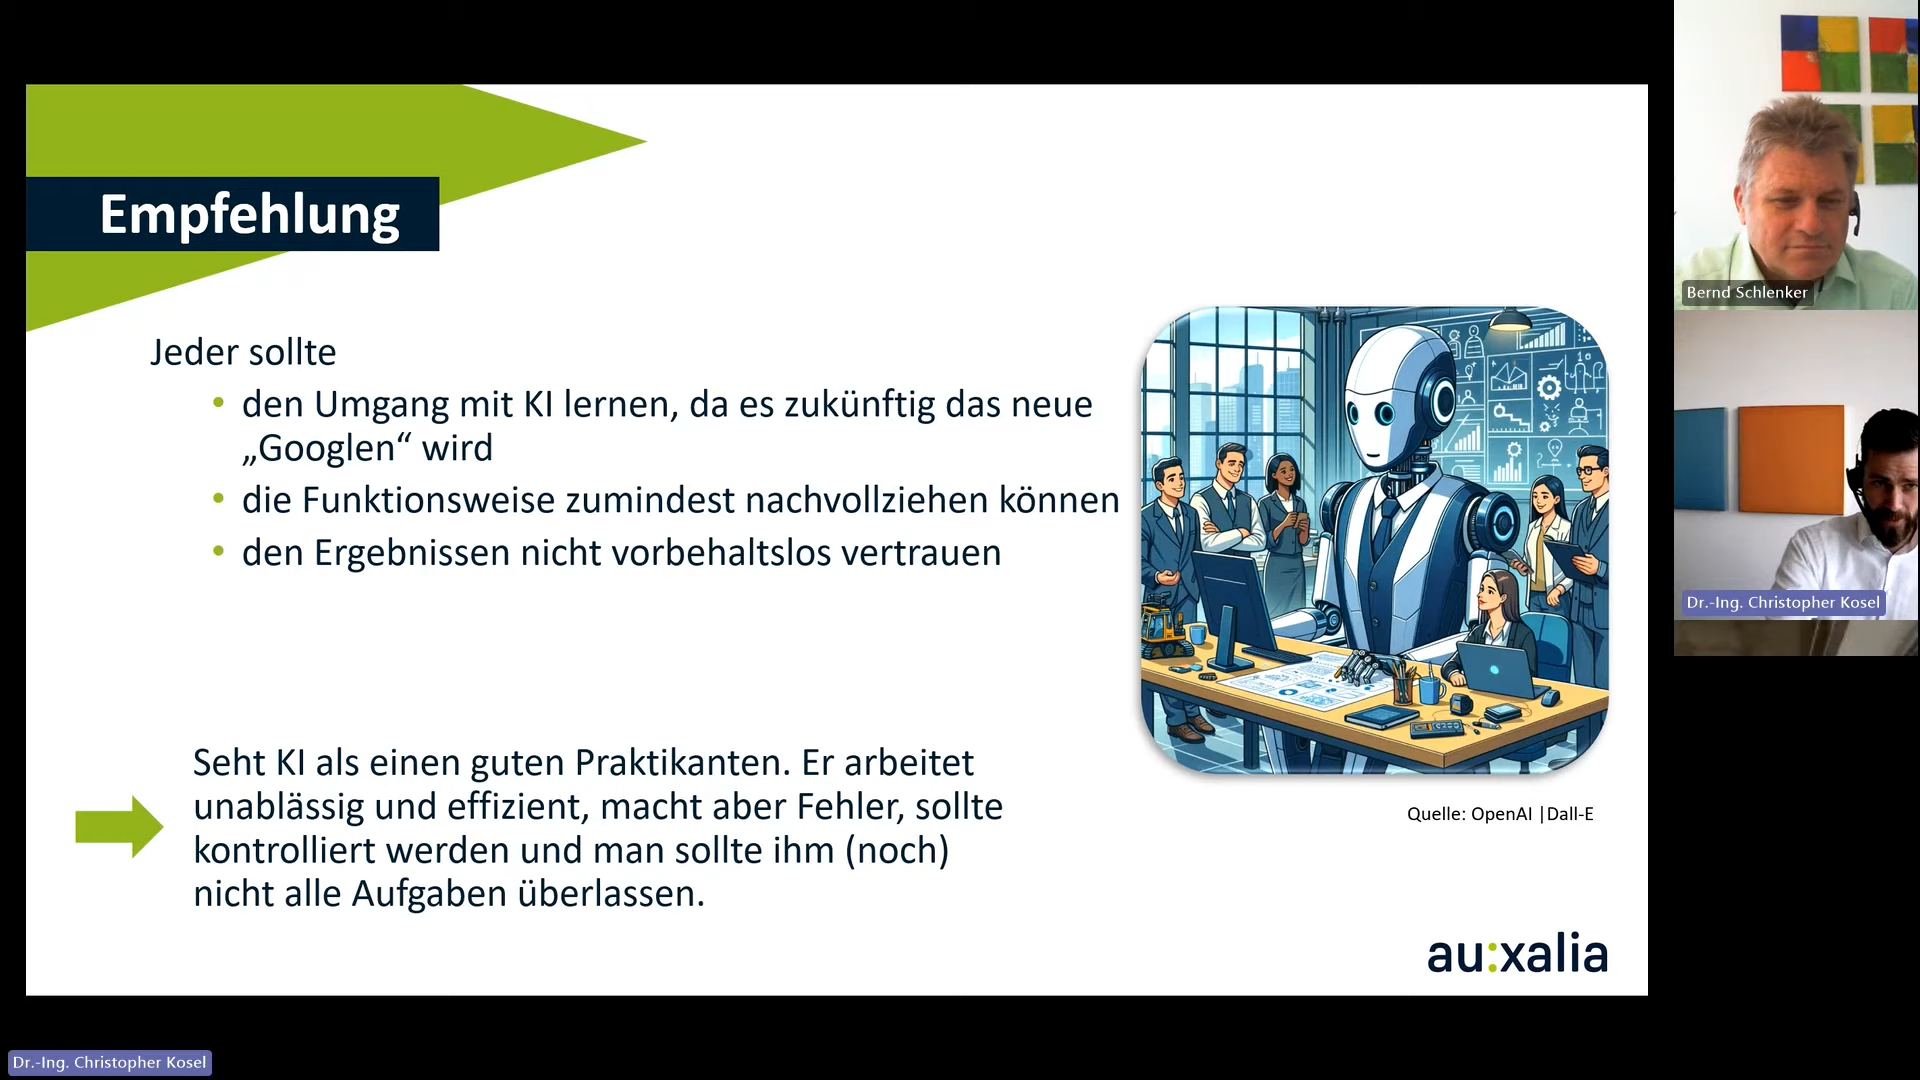 Empfehlung
Jeder sollte
• den Umgang mit KI lernen, da es zukünftig das neue
„Googlen“ wird
• die Funktionsweise zumindest nachvollziehen können
• den Ergebnissen nicht vorbehaltslos vertrauen
Seht KI als einen guten Praktikanten. Er arbeitet
unablässig und effizient, macht aber Fehler, sollte
kontrolliert werden und man sollte ihm (noch)
nicht alle Aufgaben überlassen.
Quelle: OpenAI |Dall-E
au:xalia
Bernd Schlenker
Dr.-Ing. Christopher Kosel
Dr.-Ing. Christopher Kosel